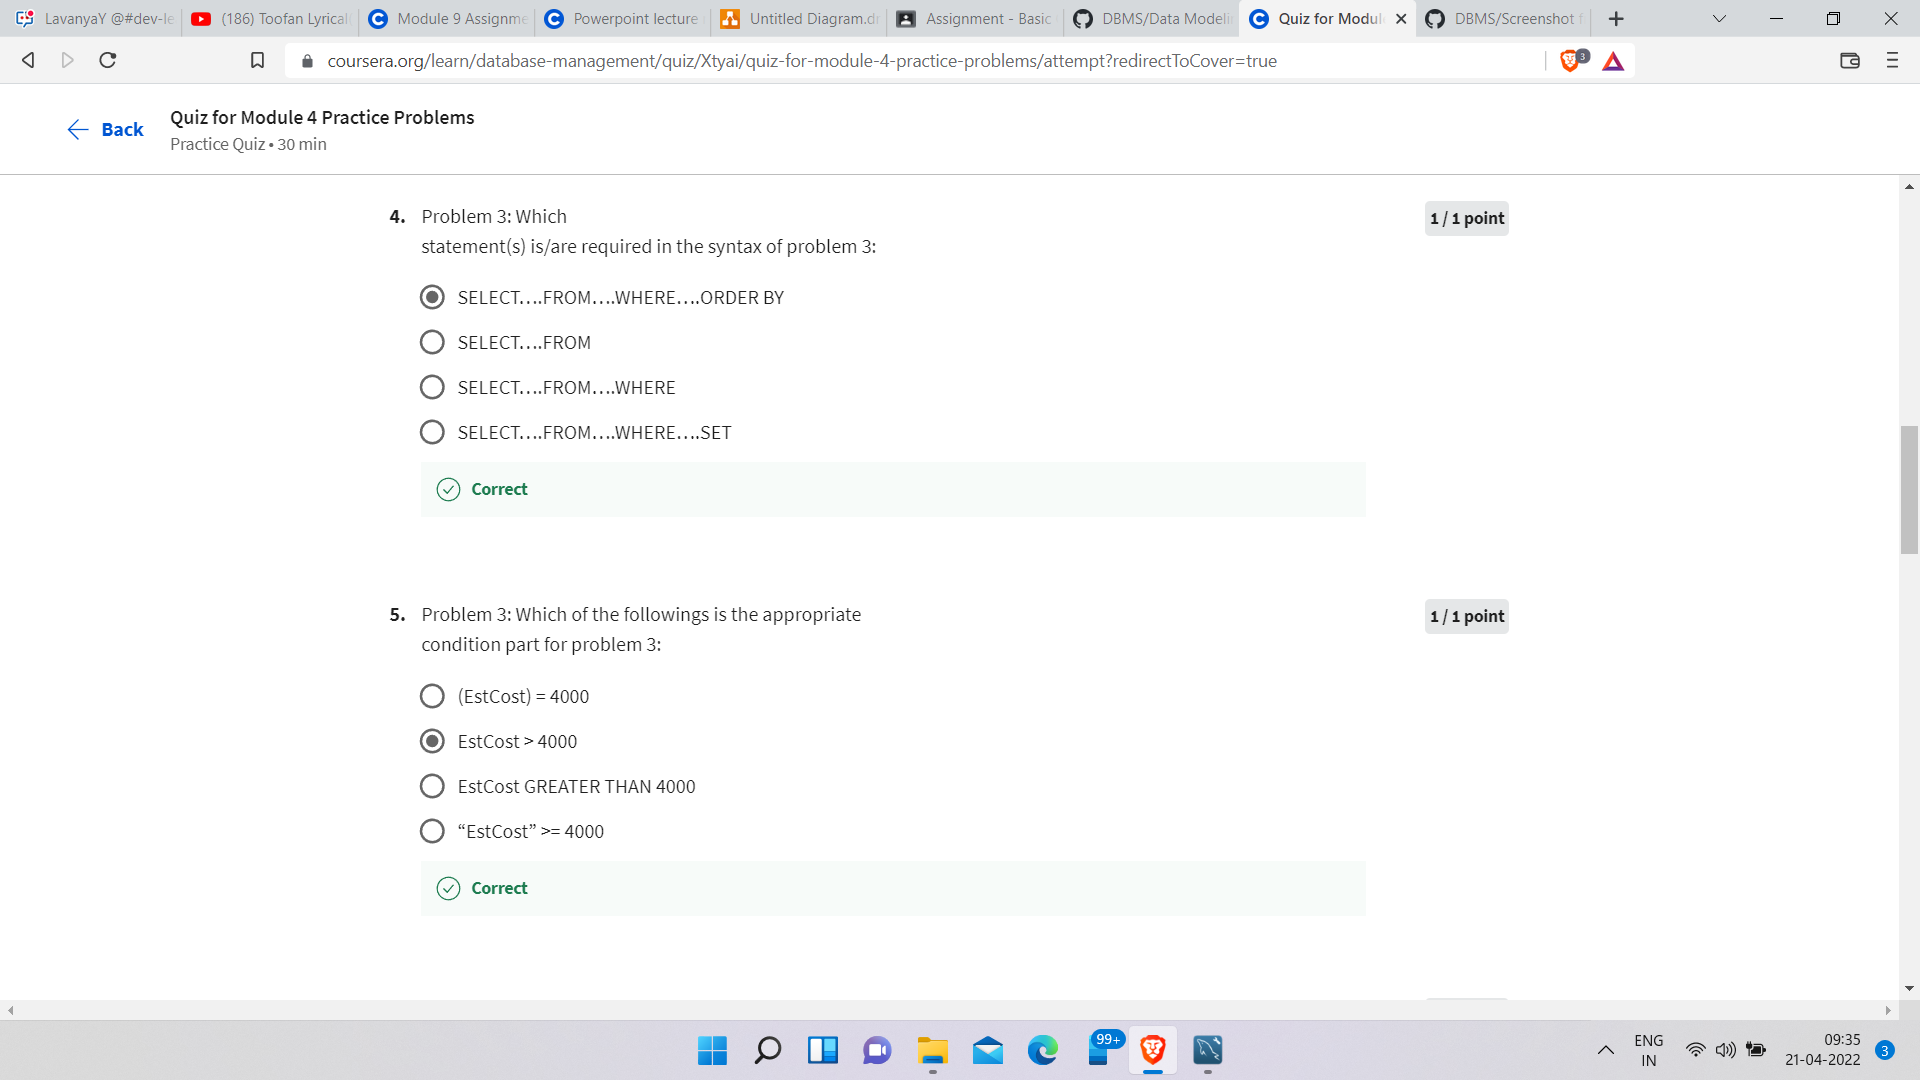 LavanyaY @#dev-le
(186) Toofan Lyrical
Module 9 Assignme
Powerpoint lecture
Untitled Diagram.dr
Assignment - Basic
DBMS/Data Modeli
Quiz for Modul
DBMS/Screenshot f
coursera.org/learn/database-management/quiz/Xtyai/quiz-for-module-4-practice-problems/attempt?redirectToCover=true
3
Back
Quiz for Module 4 Practice Problems
Practice Quiz • 30 min
4. Problem 3: Which
statement(s) is/are required in the syntax of problem 3:
1 / 1 point
SELECT….FROM….WHERE….ORDER BY
SELECT….FROM
SELECT….FROM….WHERE
SELECT….FROM….WHERE….SET
Correct
5. Problem 3: Which of the followings is the appropriate
condition part for problem 3:
1 / 1 point
(EstCost) = 4000
EstCost > 4000
EstCost GREATER THAN 4000
“EstCost” >= 4000
Correct
99+
ENG
IN
09:35
21-04-2022
3